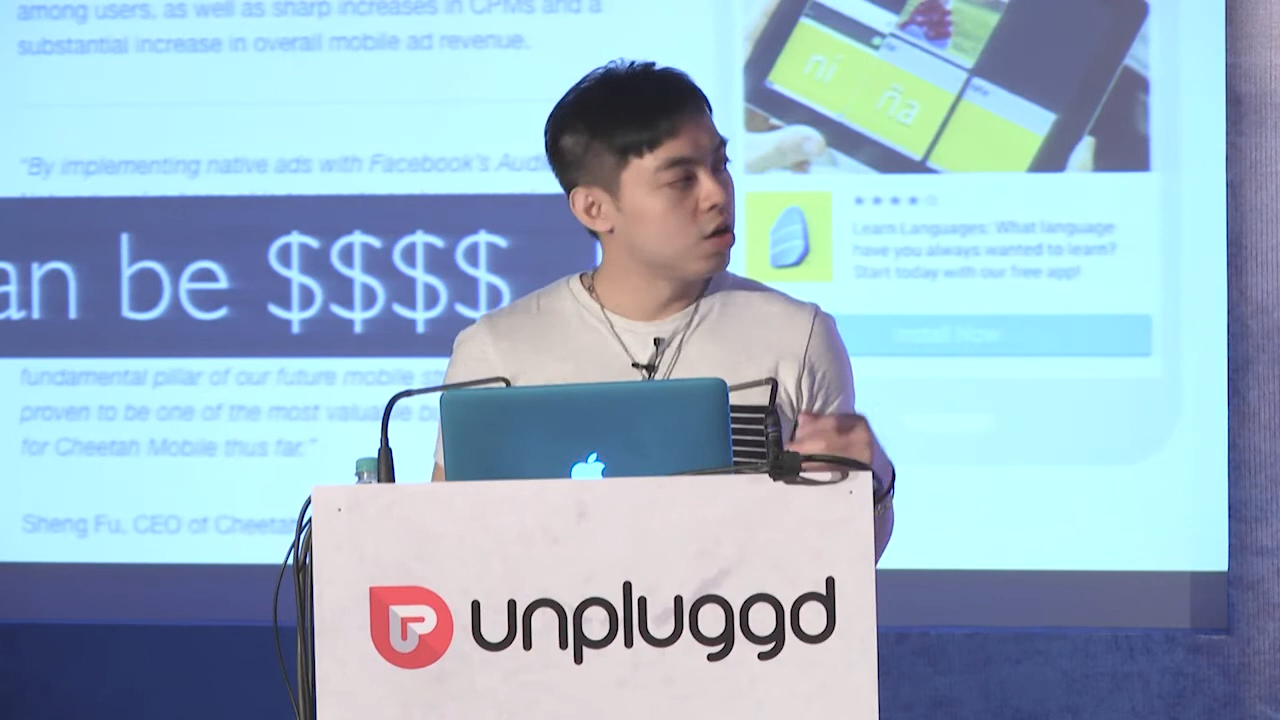 among users, as well as sharp increases in CPMs and a
substantial increase in overall mobile ad revenue.
"By implementing native ads with Facebook's Audi
an be $$$$
fundamental pillar of our future mobile
proven to be one of the most valuable
for Cheetah Mobile thus far."
Sheng Fu, CEO of Cheetah
ní
ña
Learn Languages: What language
have you always wanted to learn?
Start today with our free app!
Install Now
unpluggd